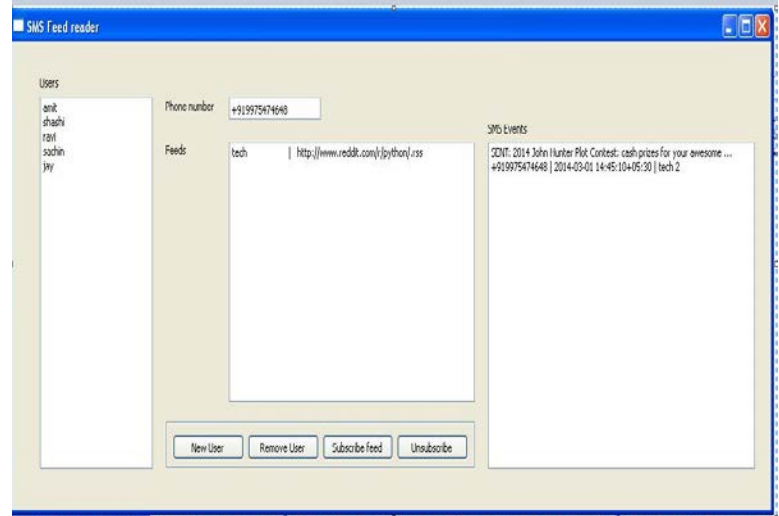 SMS Feed reader
Users
amit
shashi
ravi
sachin
jay
Phone number
+919975474648
Feeds
tech | http://www.reddit.com/r/python/.rss
SMS Events
SENT: 2014 John Hunter Plot Contest: cash prizes for your awesome ...
+919975474648 | 2014-03-01 14:45:10+05:30 | tech 2
New User
Remove User
Subscribe feed
Unsubscribe